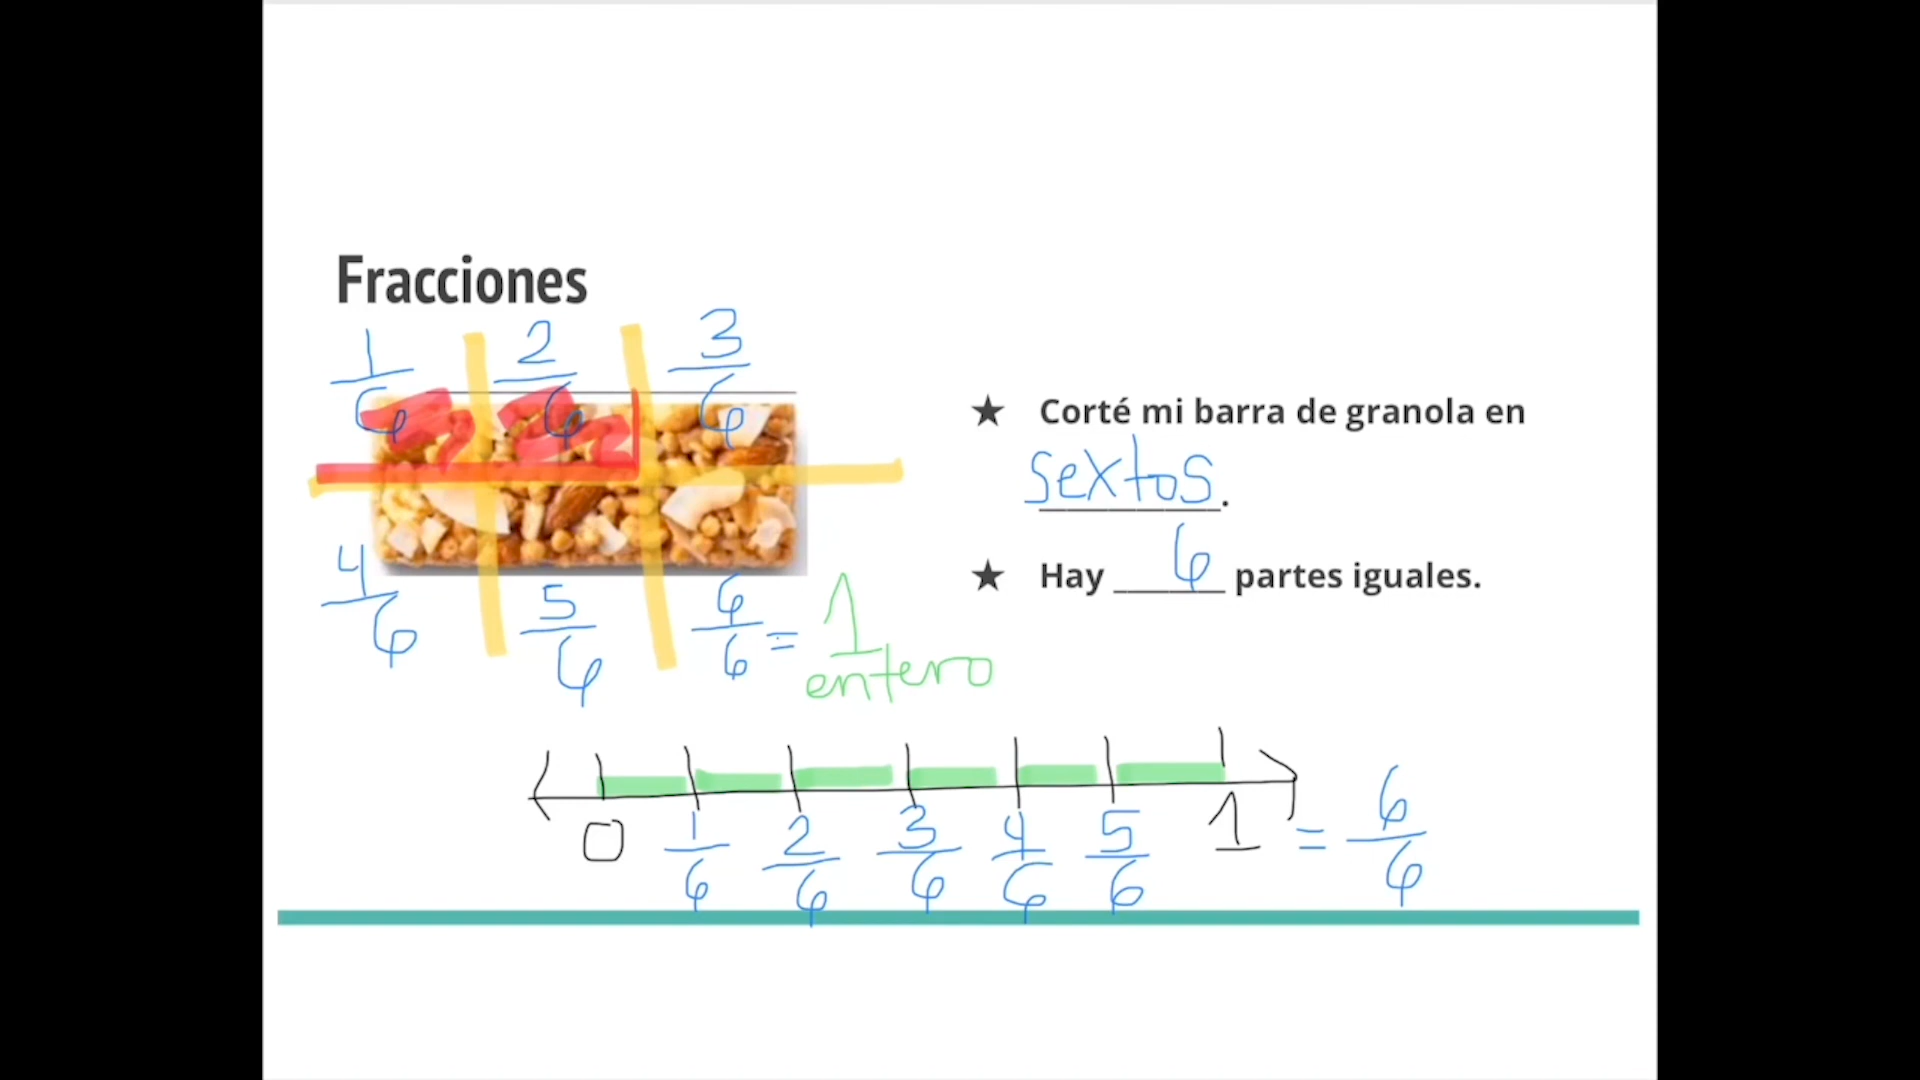 Fracciones
1/6 2/6 3/6
4/6 5/6 6/6 = 1
entero
★ Corté mi barra de granola en
sextos.
★ Hay 6 partes iguales.
0 1/6 2/6 3/6 4/6 5/6 1 = 6/6